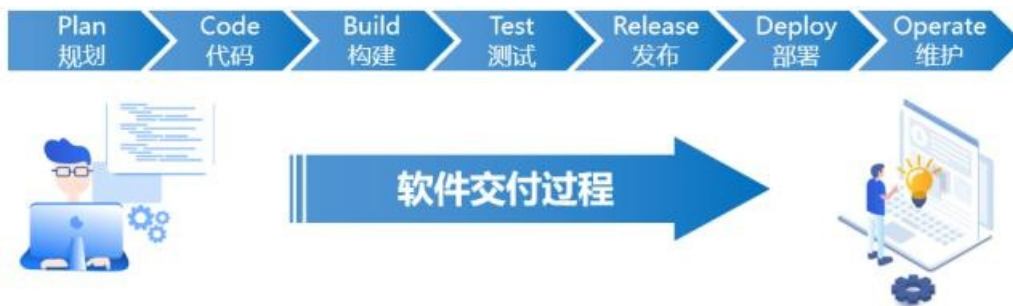 Plan
规划
Code
代码
Build
构建
Test
测试
Release
发布
Deploy
部署
Operate
维护
软件交付过程